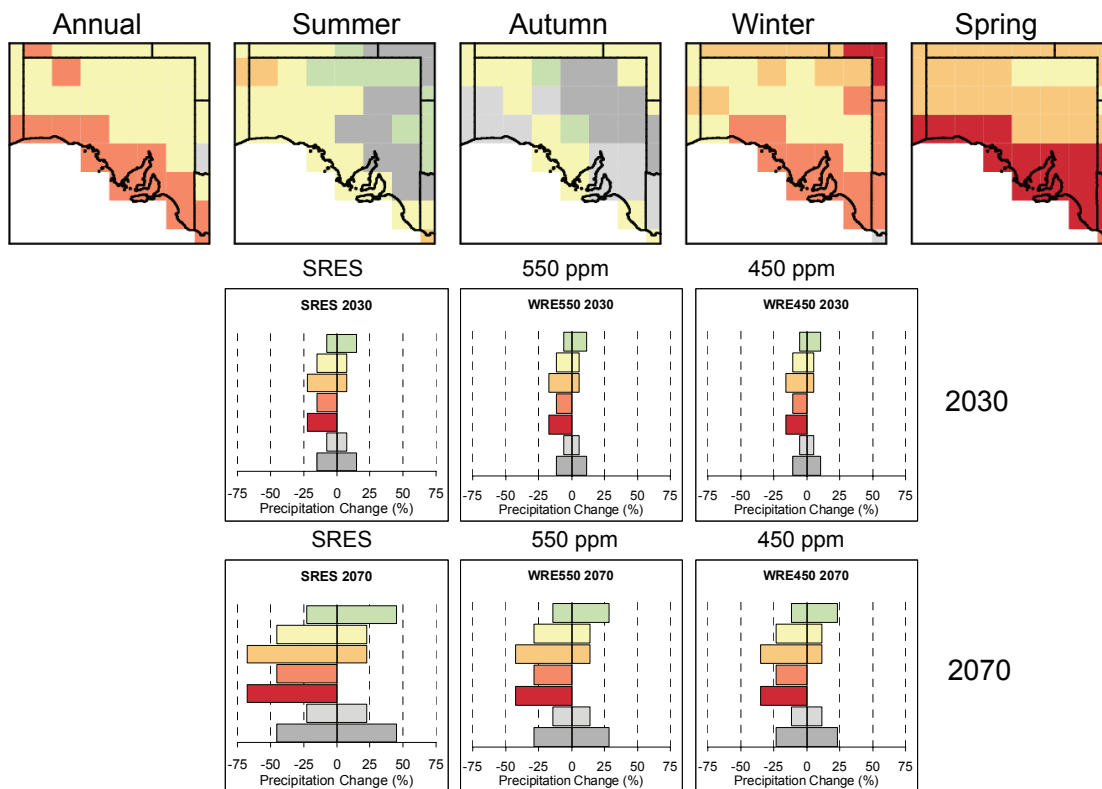 Annual Summer Autumn Winter Spring
SRES 550 ppm 450 ppm
SRES 2030 WRE550 2030 WRE450 2030
2030
-75 -50 -25 0 25 50 75 -75 -50 -25 0 25 50 75 -75 -50 -25 0 25 50 75
Precipitation Change (%) Precipitation Change (%) Precipitation Change (%)
SRES 550 ppm 450 ppm
SRES 2070 WRE550 2070 WRE450 2070
2070
-75 -50 -25 0 25 50 75 -75 -50 -25 0 25 50 75 -75 -50 -25 0 25 50 75
Precipitation Change (%) Precipitation Change (%) Precipitation Change (%)